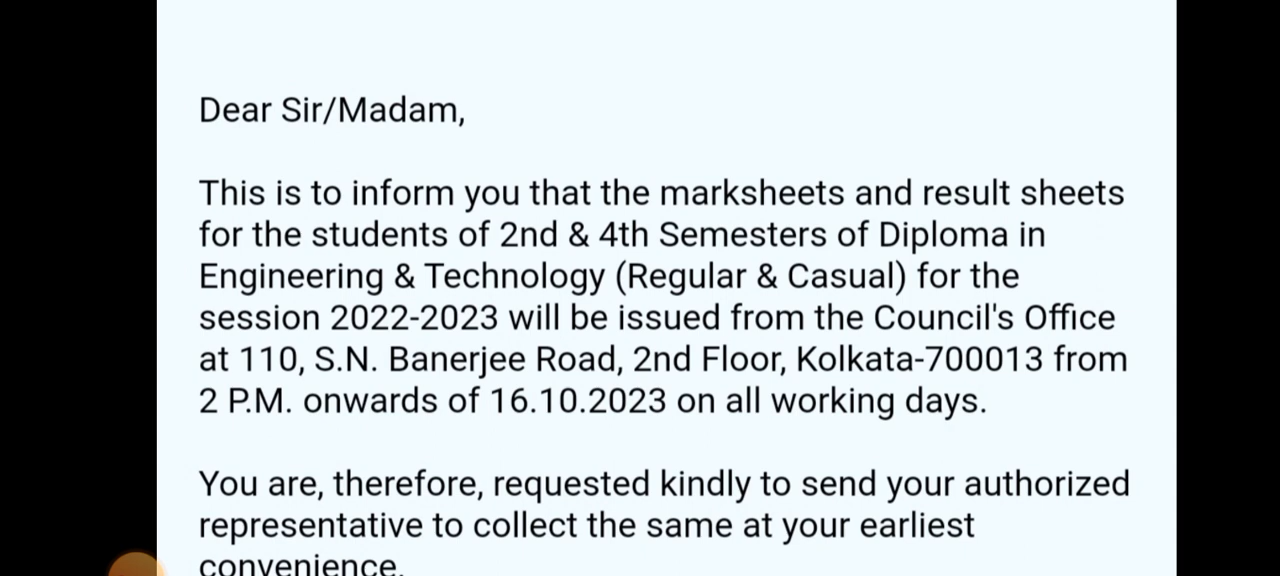 Dear Sir/Madam,
This is to inform you that the marksheets and result sheets
for the students of 2nd & 4th Semesters of Diploma in
Engineering & Technology (Regular & Casual) for the
session 2022-2023 will be issued from the Council's Office
at 110, S.N. Banerjee Road, 2nd Floor, Kolkata-700013 from
2 P.M. onwards of 16.10.2023 on all working days.
You are, therefore, requested kindly to send your authorized
representative to collect the same at your earliest
convenience.